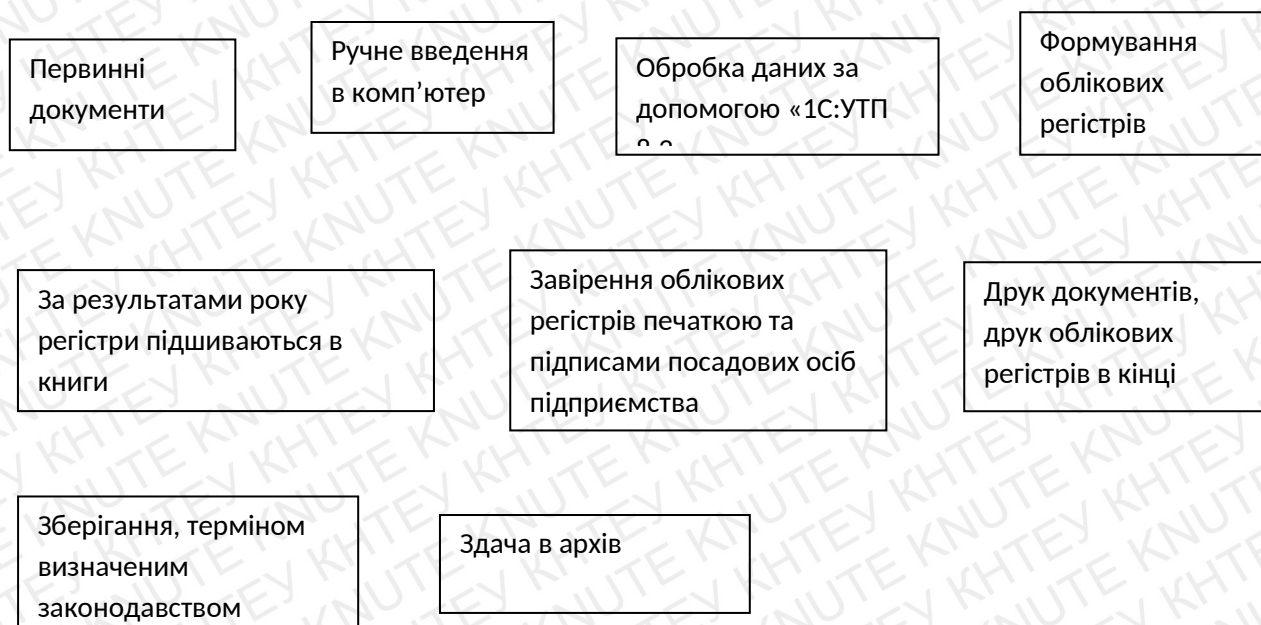 Первинні
документи
Ручне введення
в комп’ютер
Обробка даних за
допомогою «1С:УТП
Формування
облікових
регістрів
За результатами року
регістри підшиваються в
книги
Завірення облікових
регістрів печаткою та
підписами посадових осіб
підприємства
Друк документів,
друк облікових
регістрів в кінці
Зберігання, терміном
визначеним
законодавством
Здача в архів